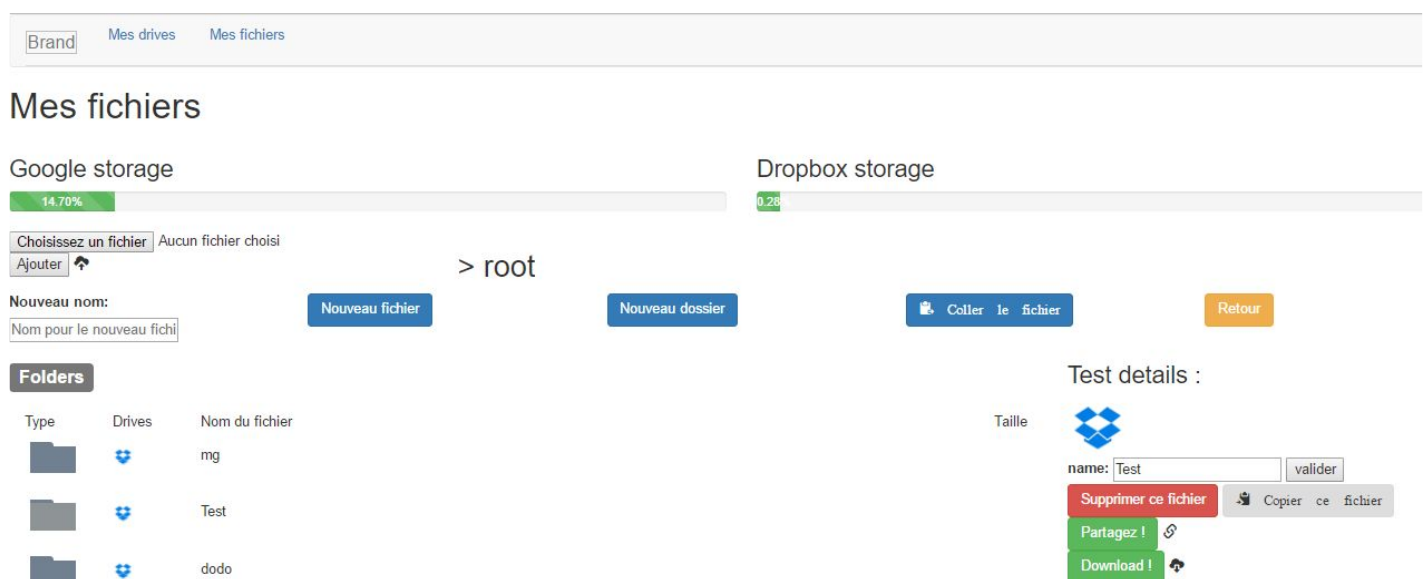 Brand Mes drives Mes fichiers
Mes fichiers
Google storage Dropbox storage
14.70% 0.28%
Choisissez un fichier Aucun fichier choisi
Ajouter > root
Nouveau nom: Nouveau fichier Nouveau dossier Coller le fichier Retour
Nom pour le nouveau fichi
Folders Test details :
Type Drives Nom du fichier Taille
mg
name: Test valider
Supprimer ce fichier Copier ce fichier
Test
Partagez !
dodo Download !